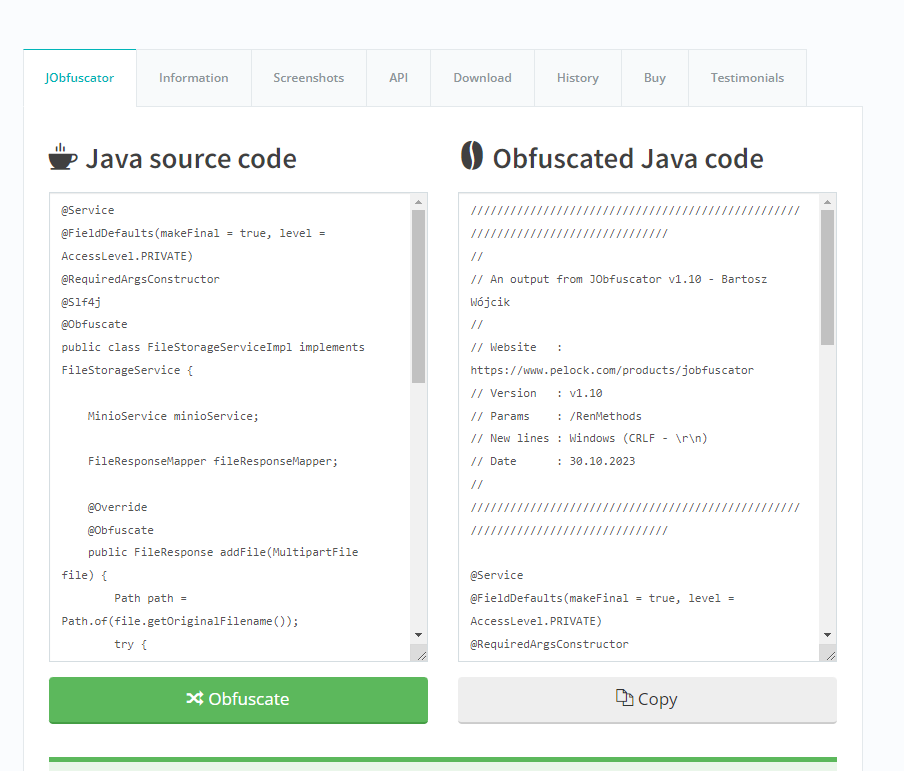 JObfuscator
Information
Screenshots
API
Download
History
Buy
Testimonials
Java source code
@Service
@FieldDefaults(makeFinal = true, level =
AccessLevel.PRIVATE)
@RequiredArgsConstructor
@Slf4j
@Obfuscate
public class FileStorageServiceImpl implements
FileStorageService {
MinioService minioService;
FileResponseMapper fileResponseMapper;
@Override
@Obfuscate
public FileResponse addFile(MultipartFile
file) {
Path path =
Path.of(file.getOriginalFilename());
try {
Obfuscate
Obfuscated Java code
//////////////////////////////////////////////////
//////////////////////////////
//
// An output from JObfuscator v1.10 - Bartosz
Wójcik
//
// Website   :
https://www.pelock.com/products/jobfuscator
// Version   : v1.10
// Params    : /RenMethods
// New lines : Windows (CRLF - \r\n)
// Date      : 30.10.2023
//
//////////////////////////////////////////////////
//////////////////////////////
@Service
@FieldDefaults(makeFinal = true, level =
AccessLevel.PRIVATE)
@RequiredArgsConstructor
Copy